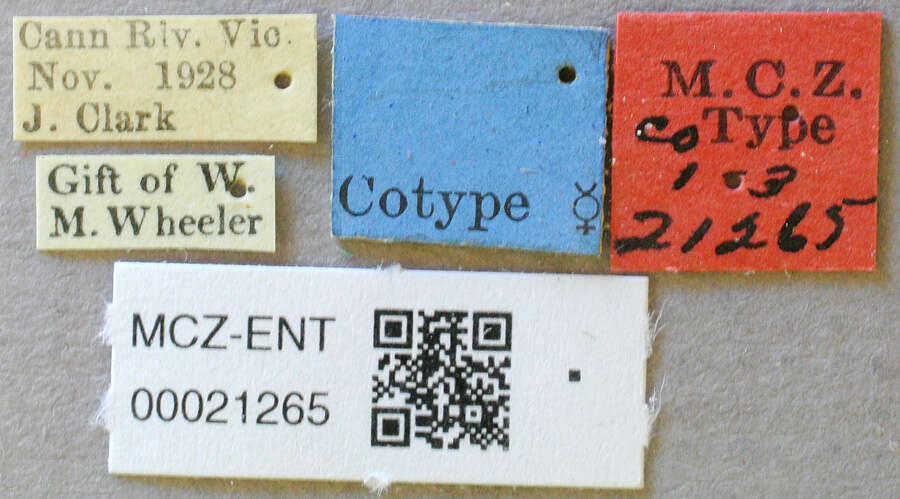 Cann Riv. Vic.
Nov. 1928
J. Clark
Gift of W.
M. Wheeler
Cotype ☿
M.C.Z.
Co Type
1-3
21265
MCZ-ENT
00021265